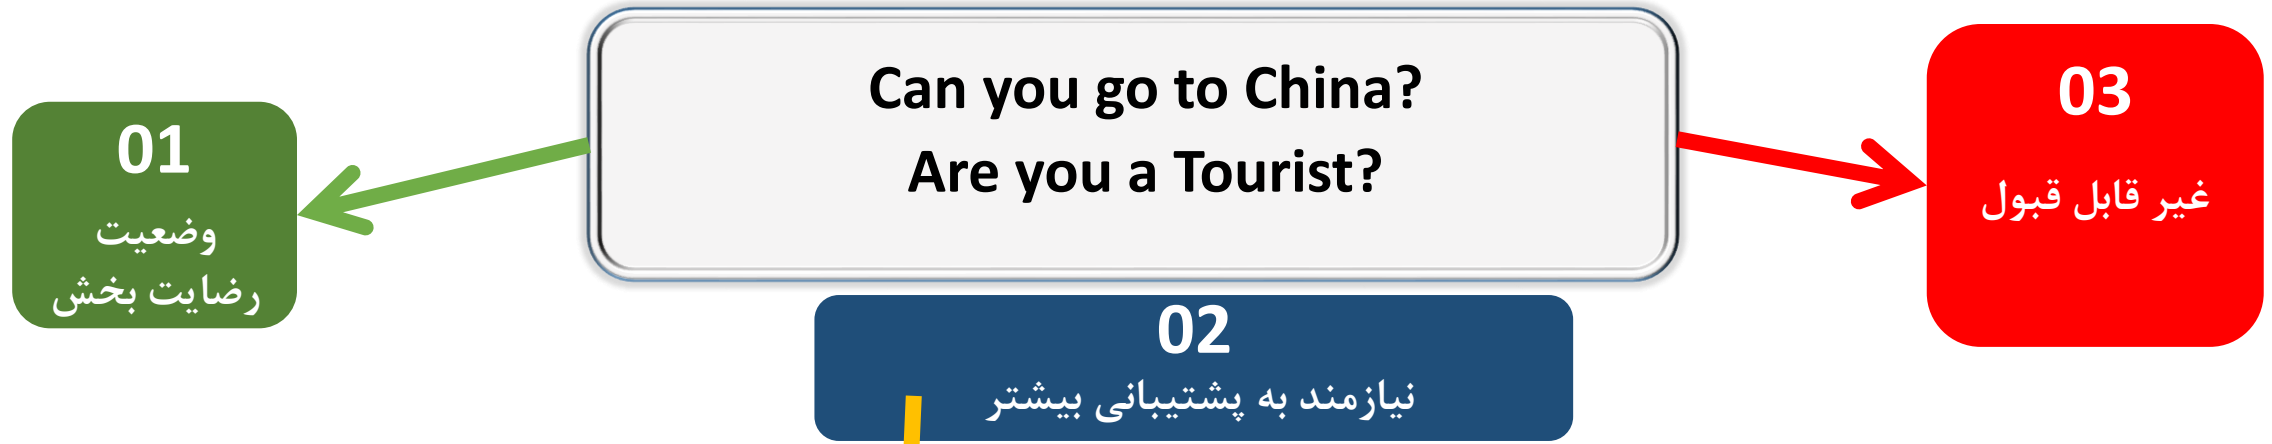 Can you go to China?
Are you a Tourist?
01
وضعیت
رضایت بخش
02
نیازمند به پشتیبانی بیشتر
03
غیر قابل قبول